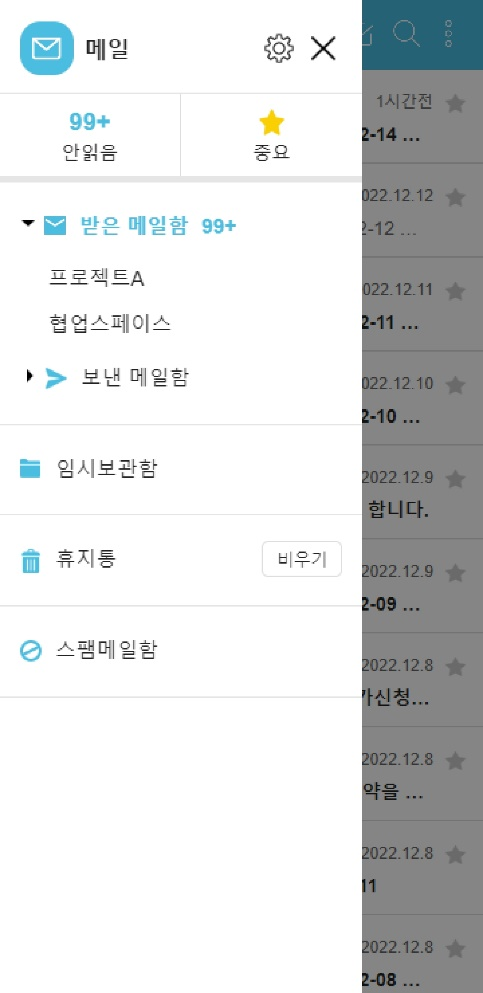 메일
99+
안읽음
중요
받은 메일함 99+
프로젝트A
협업스페이스
보낸 메일함
임시보관함
휴지통
비우기
스팸메일함
1시간전
2-14 ...
022.12.12
2-12 ...
022.12.11
2-11 ...
022.12.10
2-10 ...
2022.12.9
합니다.
2022.12.9
2-09 ...
2022.12.8
가신청...
2022.12.8
약을 ...
2022.12.8
11
2022.12.8
2-08 ...